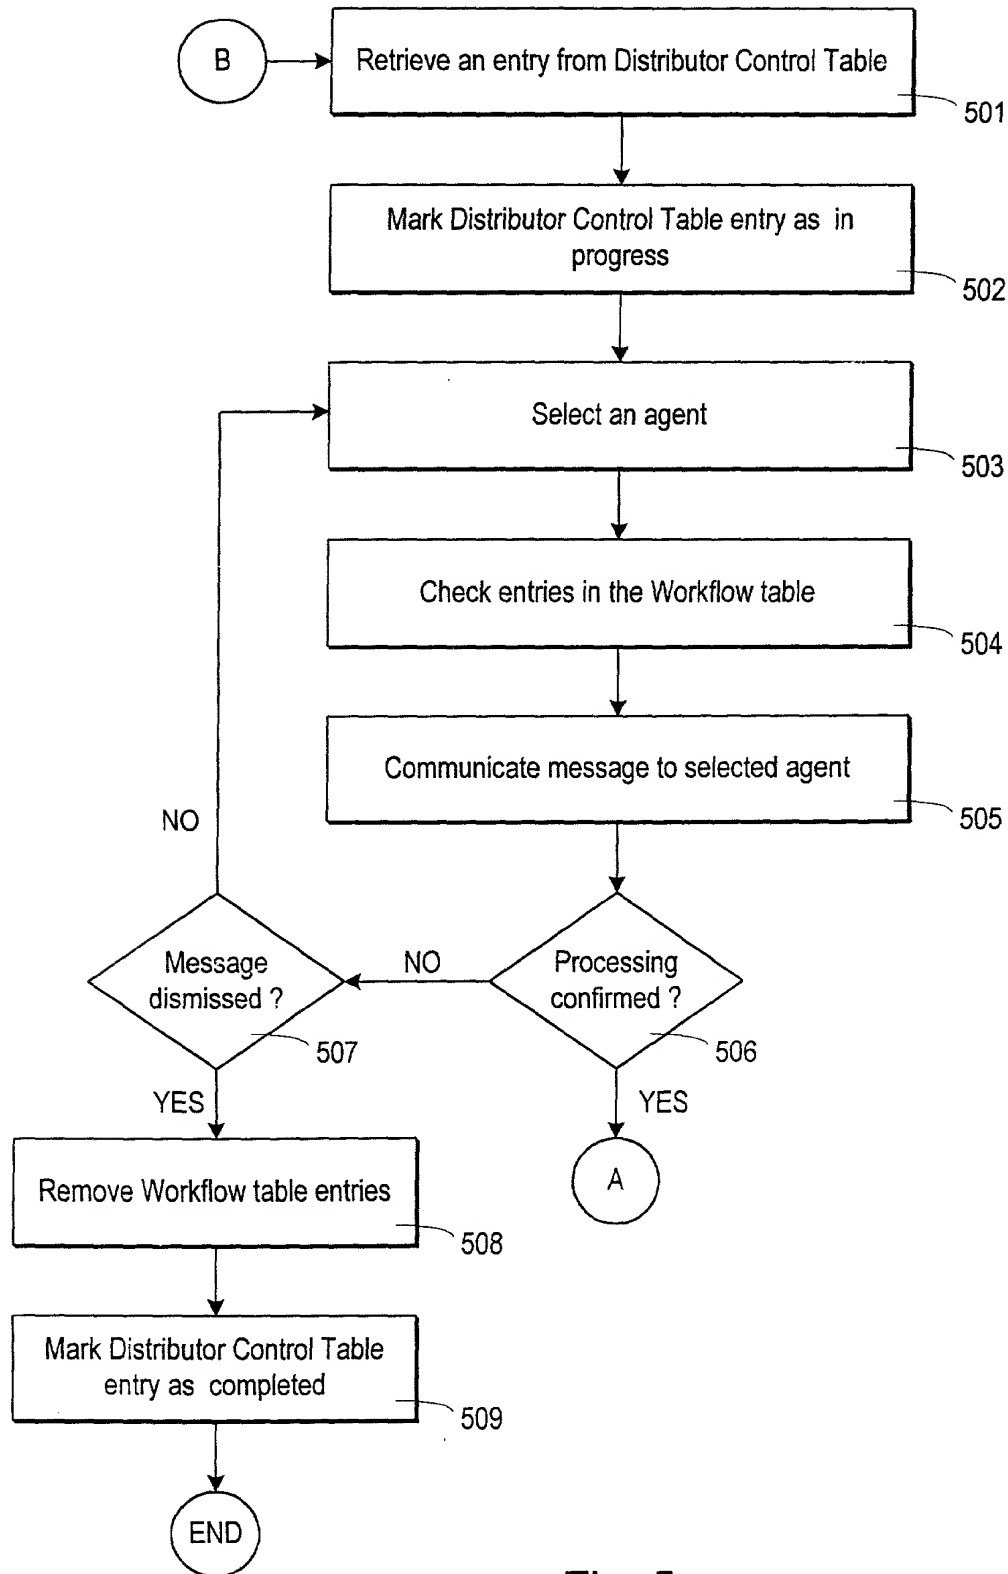 B
Retrieve an entry from Distributor Control Table
501
Mark Distributor Control Table entry as in
progress
502
Select an agent
503
Check entries in the Workflow table
504
Communicate message to selected agent
505
NO
Message
dismissed ?
507
NO
Processing
confirmed ?
506
YES
YES
A
Remove Workflow table entries
508
Mark Distributor Control Table
entry as completed
509
END